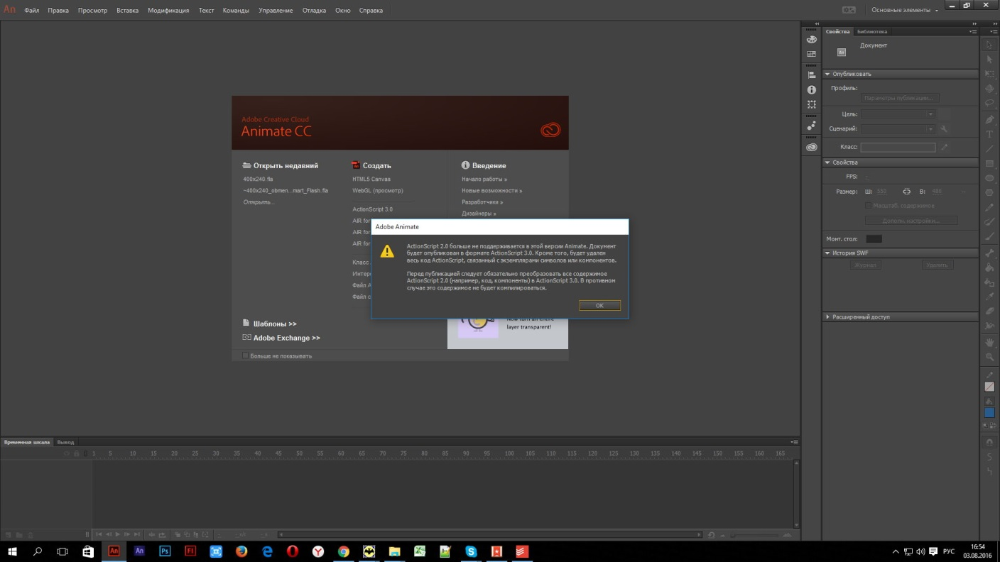 An Файл Правка Просмотр Вставка Модификация Текст Команды Управление Отладка Окно Справка
Основные элементы
Свойства Библиотека
Документ
An
Опубликовать
Профиль:
Параметры публикации...
Цель:
Сценарий:
Класс:
Свойства
FPS: -
Размер: Ш: 550 В: 400
Масштаб. содержимое
Дополн. настройки...
Монт. стол:
История SWF
Журнал Удалить
Расширенный доступ
Adobe Creative Cloud
Animate CC
Открыть недавний
400x240.fla
~400x240_obmen...mart_Flash.fla
Открыть...
Создать
HTML5 Canvas
WebGL (просмотр)
ActionScript 3.0
AIR for
AIR for
AIR for
Класс
Интер
Файл A
Файл с
Введение
Начало работы »
Новые возможности »
Разработчики »
Дизайнеры »
Adobe Animate
ActionScript 2.0 больше не поддерживается в этой версии Animate. Документ
будет опубликован в формате ActionScript 3.0. Кроме того, будет удален
весь код ActionScript, связанный с экземплярами символов или компонентов.
Перед публикацией следует обязательно преобразовать все содержимое
ActionScript 2.0 (например, код, компоненты) в ActionScript 3.0. В противном
случае это содержимое не будет компилироваться.
OK
Now turn an entire
layer transparent!
Шаблоны >>
Adobe Exchange >>
Больше не показывать
Временная шкала Вывод
1 5 10 15 20 25 30 35 40 45 50 55 60 65 70 75 80 85 90 95 100 105 110 115 120 125 130 135 140 145 150 155 160 165
An An Ps Fl
РУС
16:54
03.08.2016